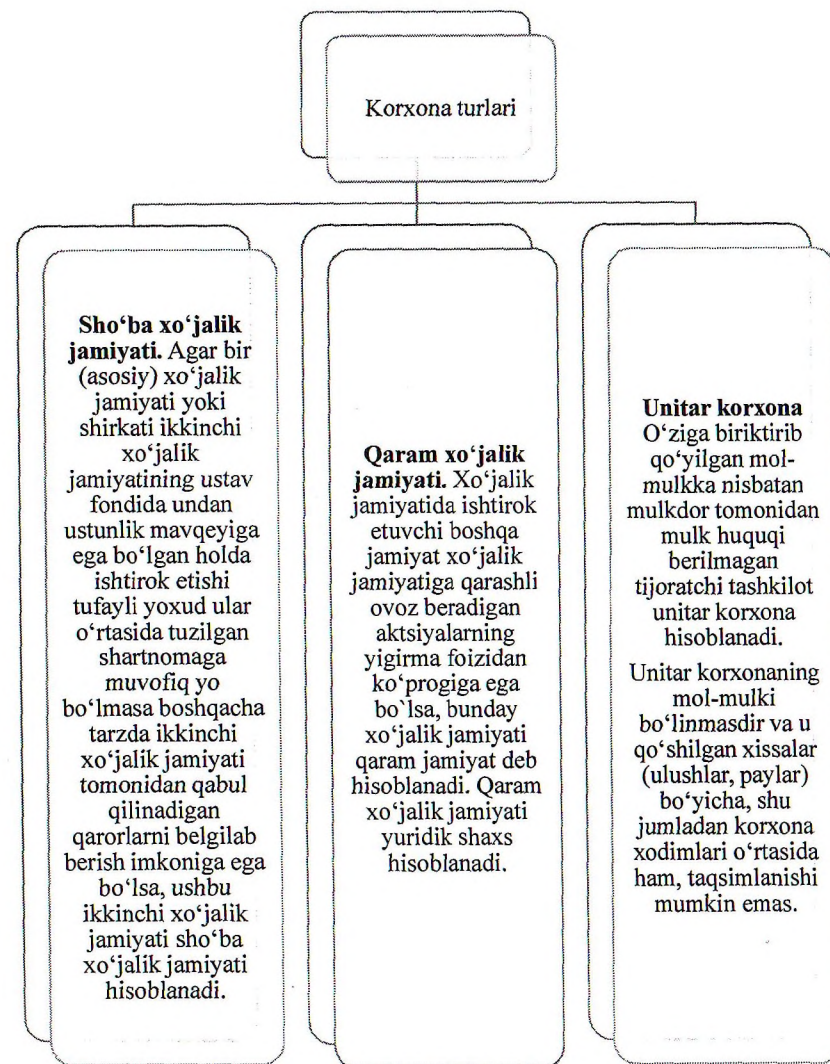 Korxona turlari
Sho‘ba xo‘jalik
jamiyati. Agar bir
(asosiy) xo‘jalik
jamiyati yoki
shirkati ikkinchi
xo‘jalik
jamiyatining ustav
fondida undan
ustunlik mavqeyiga
ega bo‘lgan holda
ishtirok etishi
tufayli yoxud ular
o‘rtasida tuzilgan
shartnomaga
muvofiq yo
bo‘lmasa boshqacha
tarzda ikkinchi
xo‘jalik jamiyati
tomonidan qabul
qilinadigan
qarorlarni belgilab
berish imkoniga ega
bo‘lsa, ushbu
ikkinchi xo‘jalik
jamiyati sho‘ba
xo‘jalik jamiyati
hisoblanadi.
Qaram xo‘jalik
jamiyati. Xo‘jalik
jamiyatida ishtirok
etuvchi boshqa
jamiyat xo‘jalik
jamiyatiga qarashli
ovoz beradigan
aktsiyalarning
yigirma foizidan
ko‘progiga ega
bo`lsa, bunday
xo‘jalik jamiyati
qaram jamiyat deb
hisoblanadi. Qaram
xo‘jalik jamiyati
yuridik shaxs
hisoblanadi.
Unitar korxona
O‘ziga biriktirib
qo‘yilgan mol-
mulkka nisbatan
mulkdor tomonidan
mulk huquqi
berilmagan
tijoratchi tashkilot
unitar korxona
hisoblanadi.
Unitar korxonaning
mol-mulki
bo‘linmasdir va u
qo‘shilgan xissalar
(ulushlar, paylar)
bo‘yicha, shu
jumladan korxona
xodimlari o‘rtasida
ham, taqsimlanishi
mumkin emas.